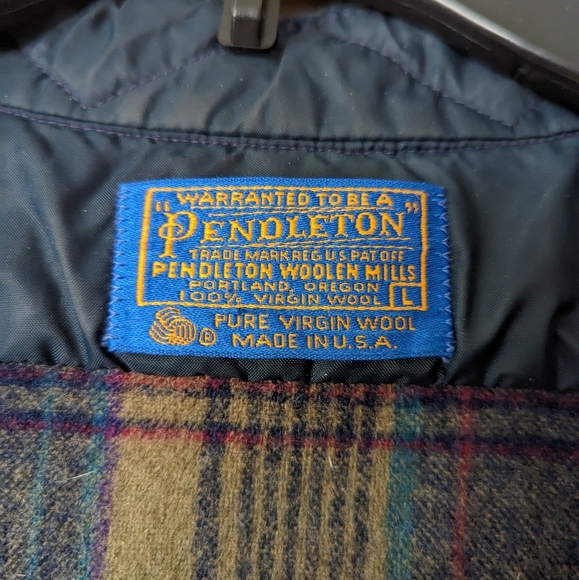 WARRANTED TO BE A
"PENDLETON"
TRADE MARK REG U S PAT OFF
PENDLETON WOOLEN MILLS
PORTLAND, OREGON
100% VIRGIN WOOL L
® PURE VIRGIN WOOL
MADE IN U.S.A.